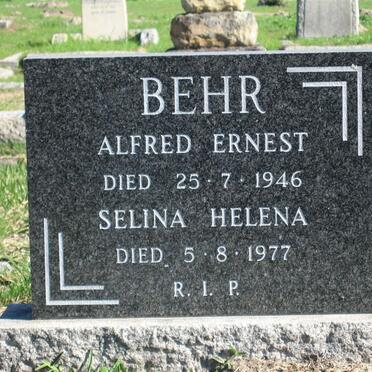 BEHR
ALFRED ERNEST
DIED 25·7·1946
SELINA HELENA
DIED 5·8·1977
R. I. P.